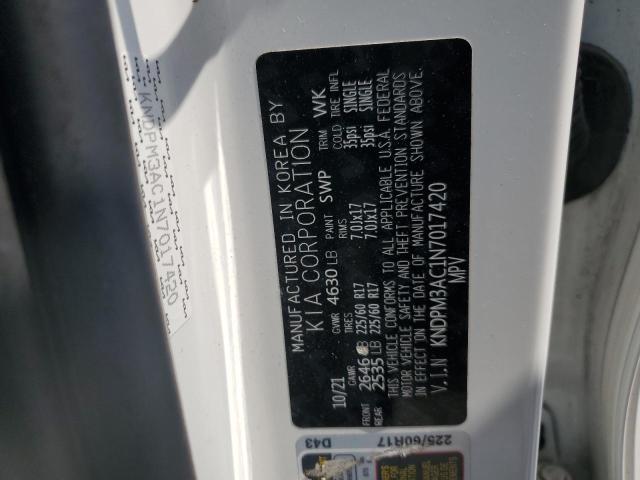 MANUFACTURED IN KOREA BY
KIA CORPORATION
10/21 GVWR 4630 LB PAINT SWP TRIM WK
GAWR TIRES RIMS COLD TIRE INFL
FRONT 2646 LB 225/60 R17 7.0Jx17 35psi SINGLE
REAR 2535 LB 225/60 R17 7.0Jx17 35psi SINGLE
THIS VEHICLE CONFORMS TO ALL APPLICABLE U.S.A. FEDERAL
MOTOR VEHICLE SAFETY AND THEFT PREVENTION STANDARDS
IN EFFECT ON THE DATE OF MANUFACTURE SHOWN ABOVE.
V.I.N KNDPM3AC1N7017420
MPV
KNDPM3AC1N7017420
D43 225/60R17